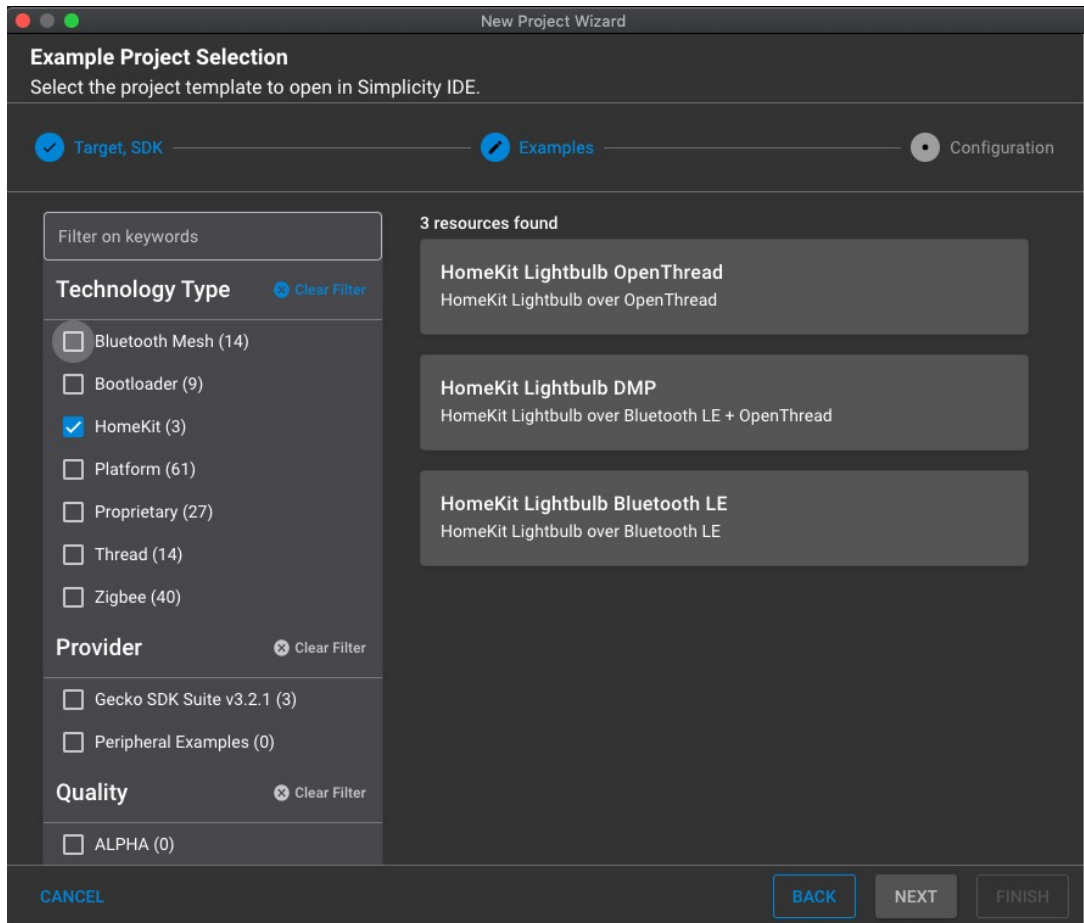 New Project Wizard
Example Project Selection
Select the project template to open in Simplicity IDE.
Target, SDK
Examples
Configuration
Filter on keywords
Technology Type
Clear Filter
Bluetooth Mesh (14)
Bootloader (9)
HomeKit (3)
Platform (61)
Proprietary (27)
Thread (14)
Zigbee (40)
Provider
Clear Filter
Gecko SDK Suite v3.2.1 (3)
Peripheral Examples (0)
Quality
Clear Filter
ALPHA (0)
3 resources found
HomeKit Lightbulb OpenThread
HomeKit Lightbulb over OpenThread
HomeKit Lightbulb DMP
HomeKit Lightbulb over Bluetooth LE + OpenThread
HomeKit Lightbulb Bluetooth LE
HomeKit Lightbulb over Bluetooth LE
CANCEL
BACK
NEXT
FINISH